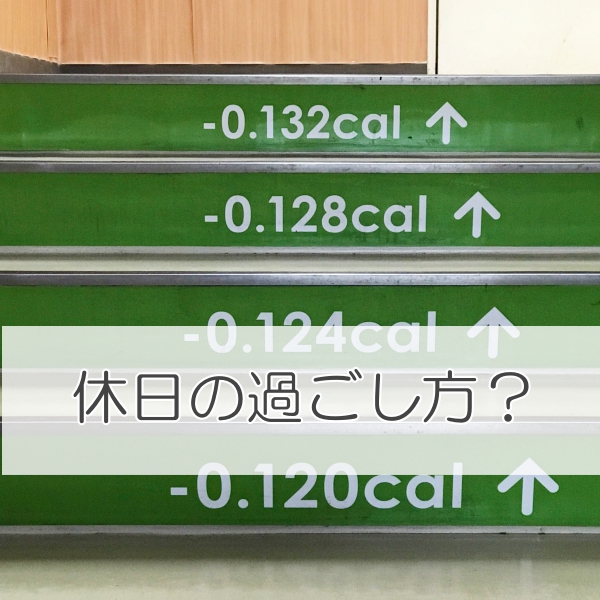 -0.132cal ↑
-0.128cal ↑
-0.124cal ↑
休日の過ごし方？
-0.120cal ↑